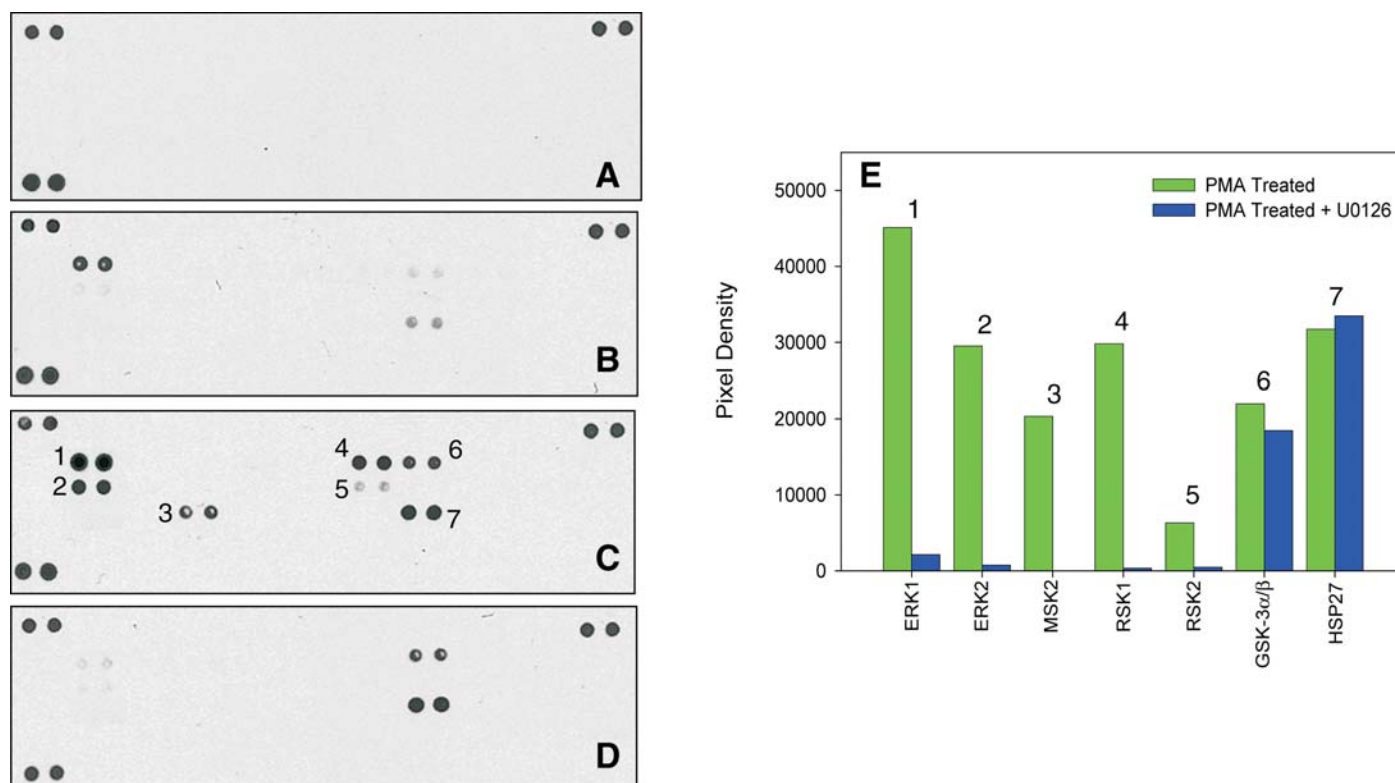 A
B
1
2
3
4
5
6
7
C
D
E
PMA Treated
PMA Treated + U0126
Pixel Density
50000
40000
30000
20000
10000
0
1
2
3
4
5
6
7
ERK1
ERK2
MSK2
RSK1
RSK2
GSK-3α/β
HSP27